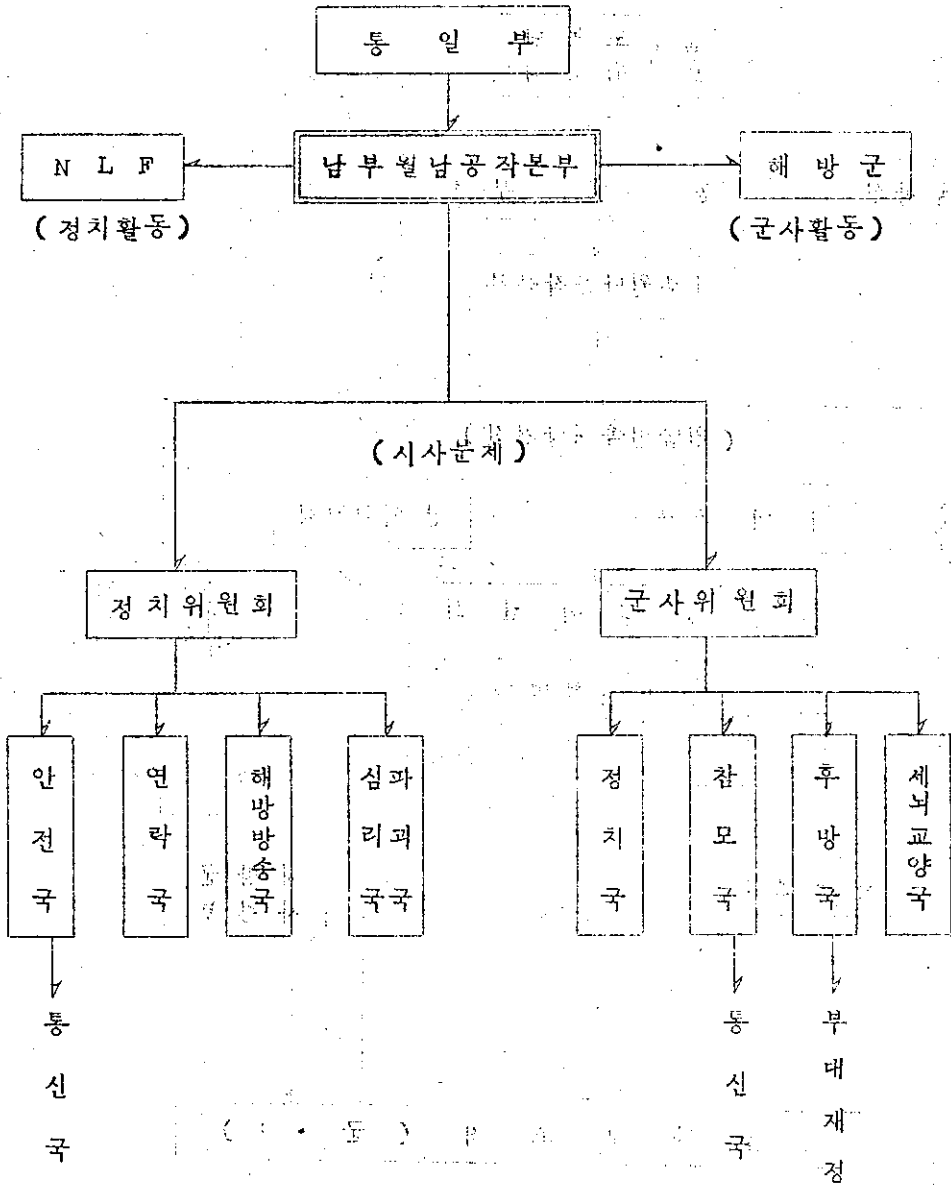 통 일 부
N L F
남부월남공작본부
해 방 군
(정치활동)
(군사활동)
(시사문제)
정치위원회
군사위원회
안전국
연락국
해방방송국
심리국
파괴국
정치국
참모국
후방국
세뇌교양국
통신국
통신국
부대재정